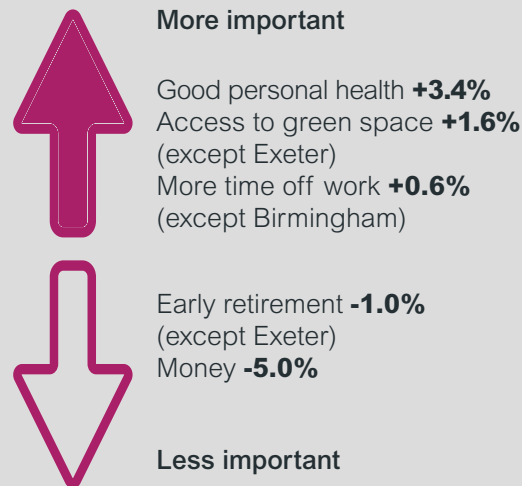 More important
Good personal health +3.4%
Access to green space +1.6%
(except Exeter)
More time off work +0.6%
(except Birmingham)
Early retirement -1.0%
(except Exeter)
Money -5.0%
Less important